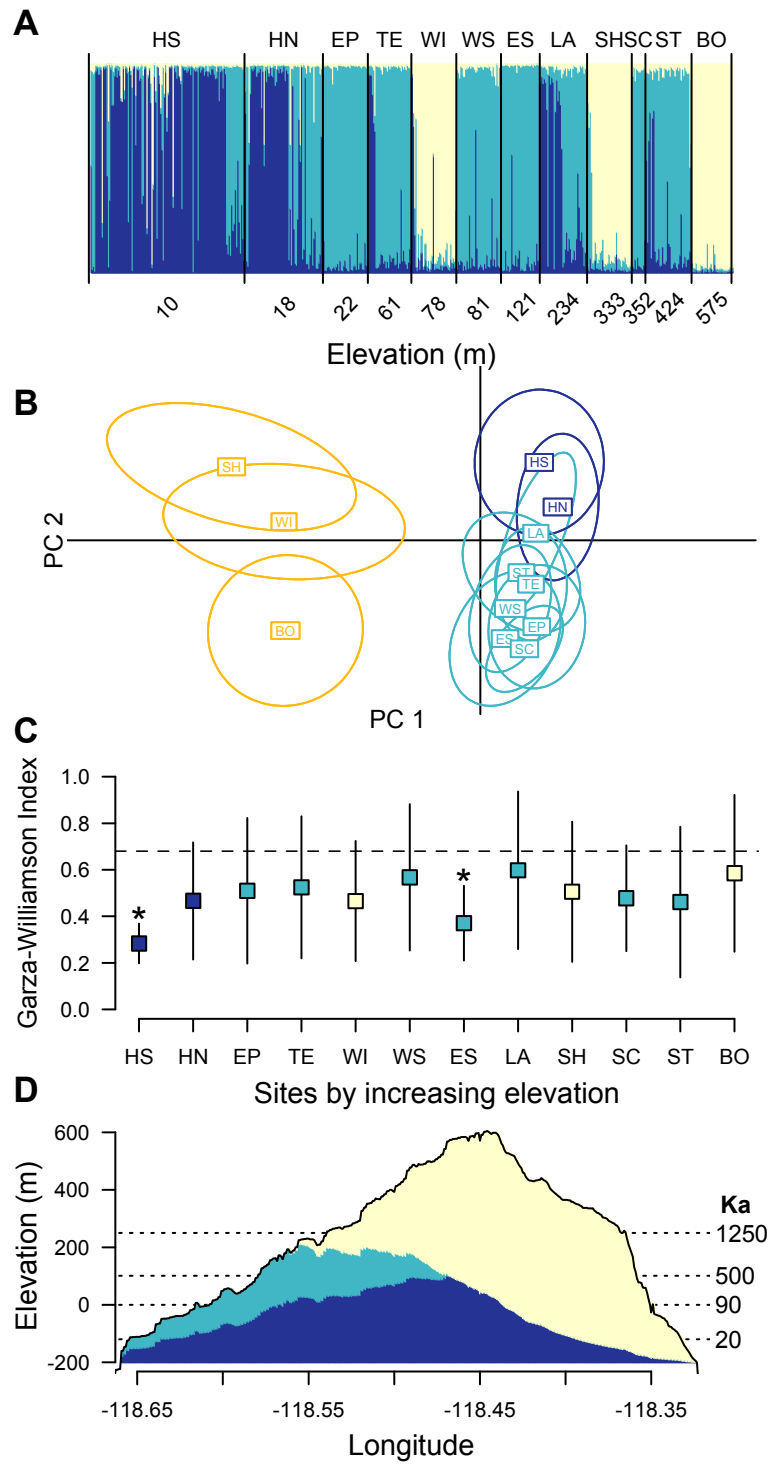 A
HS HN EP TE WI WS ES LA SH SC ST BO
10 18 22 61 78 81 121 234 333 352 424 575
Elevation (m)
B
PC 2
SH
HS
HN
WI
LA
ST
TE
WS
EP
BO
ES
SC
PC 1
C
Garza-Williamson Index
1.0
0.8
0.6
0.4
0.2
0.0
*
*
HS HN EP TE WI WS ES LA SH SC ST BO
Sites by increasing elevation
D
Elevation (m)
600
400
200
0
-200
Ka
1250
500
90
20
-118.65 -118.55 -118.45 -118.35
Longitude